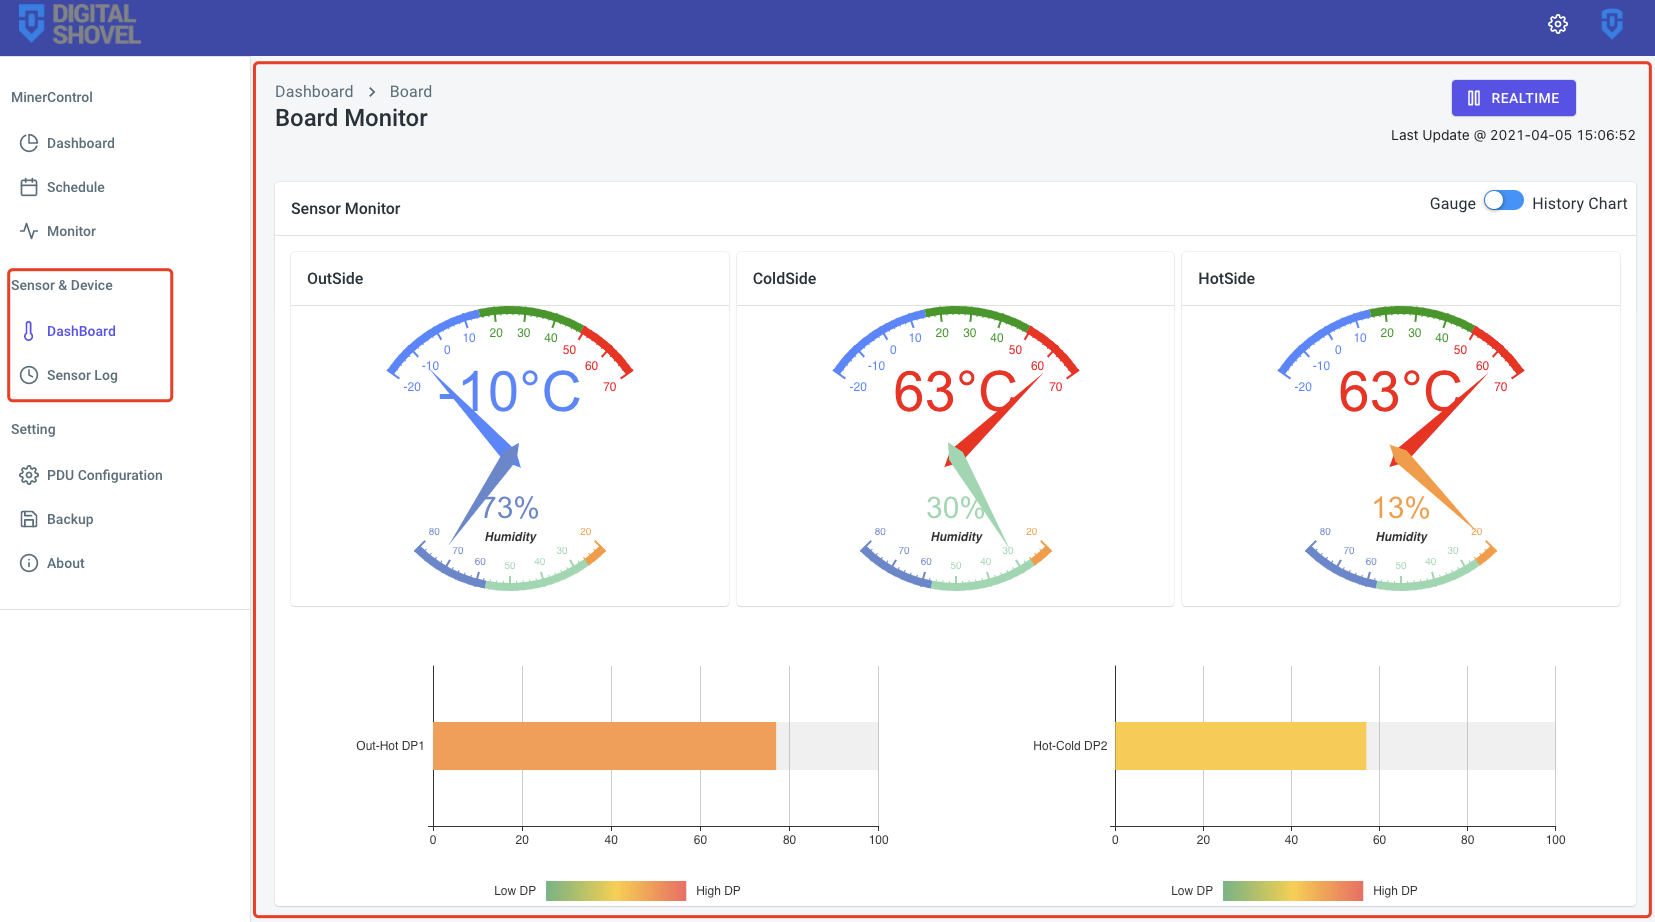 DIGITAL
SHOVEL
MinerControl
Dashboard
Schedule
Monitor
Sensor & Device
DashBoard
Sensor Log
Setting
PDU Configuration
Backup
About
Dashboard > Board
Board Monitor
REALTIME
Last Update @ 2021-04-05 15:06:52
Sensor Monitor
Gauge History Chart
OutSide
-20 -10 0 10 20 30 40 50 60 70
-10°C
73%
Humidity
80 70 60 50 40 30 20
ColdSide
-20 -10 0 10 20 30 40 50 60 70
63°C
30%
Humidity
80 70 60 50 40 30 20
HotSide
-20 -10 0 10 20 30 40 50 60 70
63°C
13%
Humidity
80 70 60 50 40 30 20
Out-Hot DP1
0 20 40 60 80 100
Low DP High DP
Hot-Cold DP2
0 20 40 60 80 100
Low DP High DP